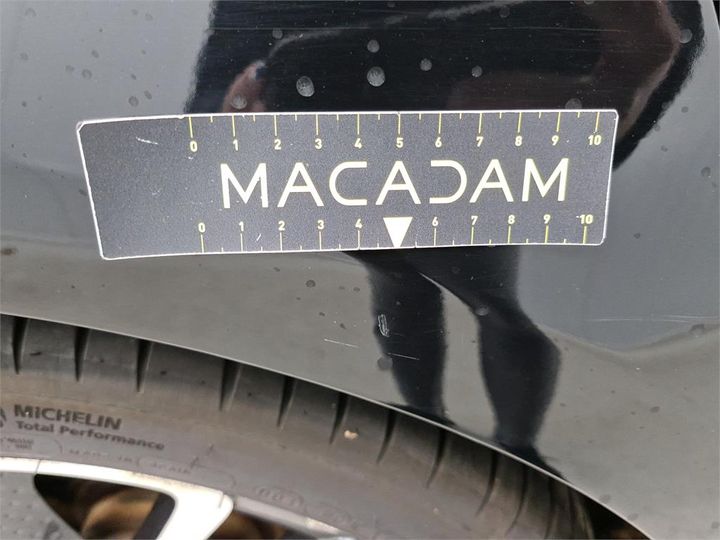 0 1 2 3 4 5 6 7 8 9 10
MACADAM
0 1 2 3 4 6 7 8 9 10
MICHELIN
Total Performance